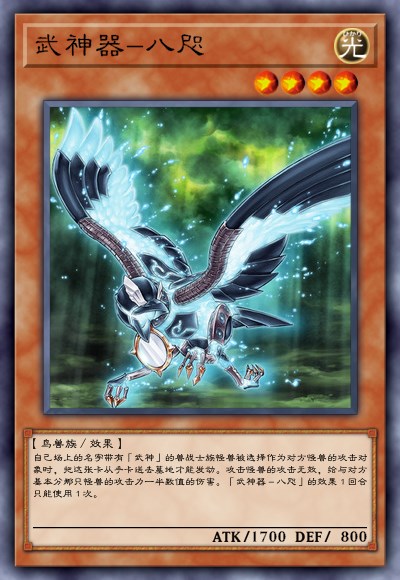 武神器－八咫
光
【鸟兽族／效果】
自己场上的名字带有「武神」的兽战士族怪兽被选择作为对方怪兽的攻击对
象时，把这张卡从手卡送去墓地才能发动。攻击怪兽的攻击无效，给与对方
基本分那只怪兽的攻击力一半数值的伤害。「武神器－八咫」的效果1回合
只能使用1次。
ATK/1700 DEF/ 800